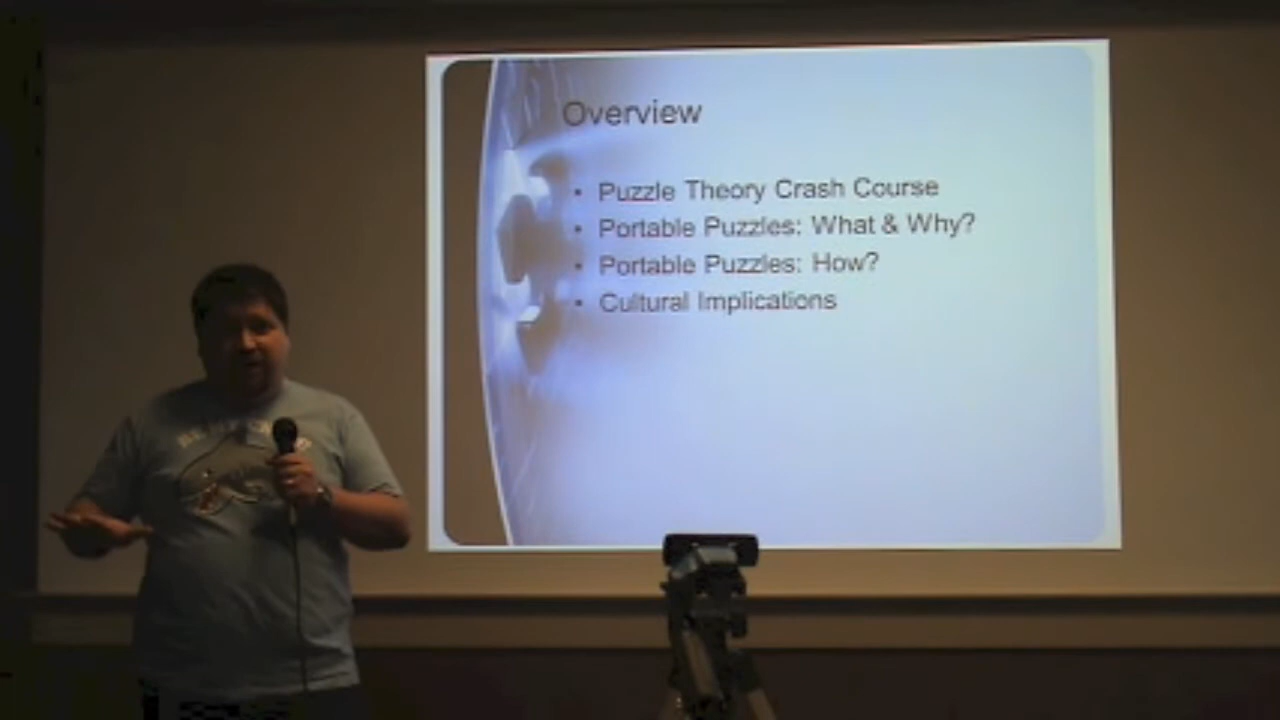 Overview
• Puzzle Theory Crash Course
• Portable Puzzles: What & Why?
• Portable Puzzles: How?
• Cultural Implications